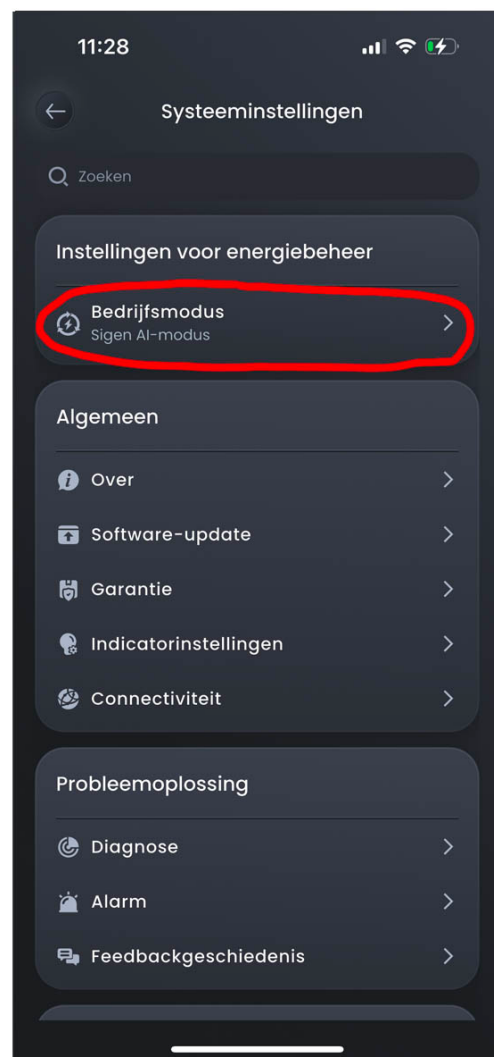 11:28
Systeeminstellingen
Zoeken
Instellingen voor energiebeheer
Bedrijfsmodus
Sigen AI-modus
Algemeen
Over
Software-update
Garantie
Indicatorinstellingen
Connectiviteit
Probleemoplossing
Diagnose
Alarm
Feedbackgeschiedenis